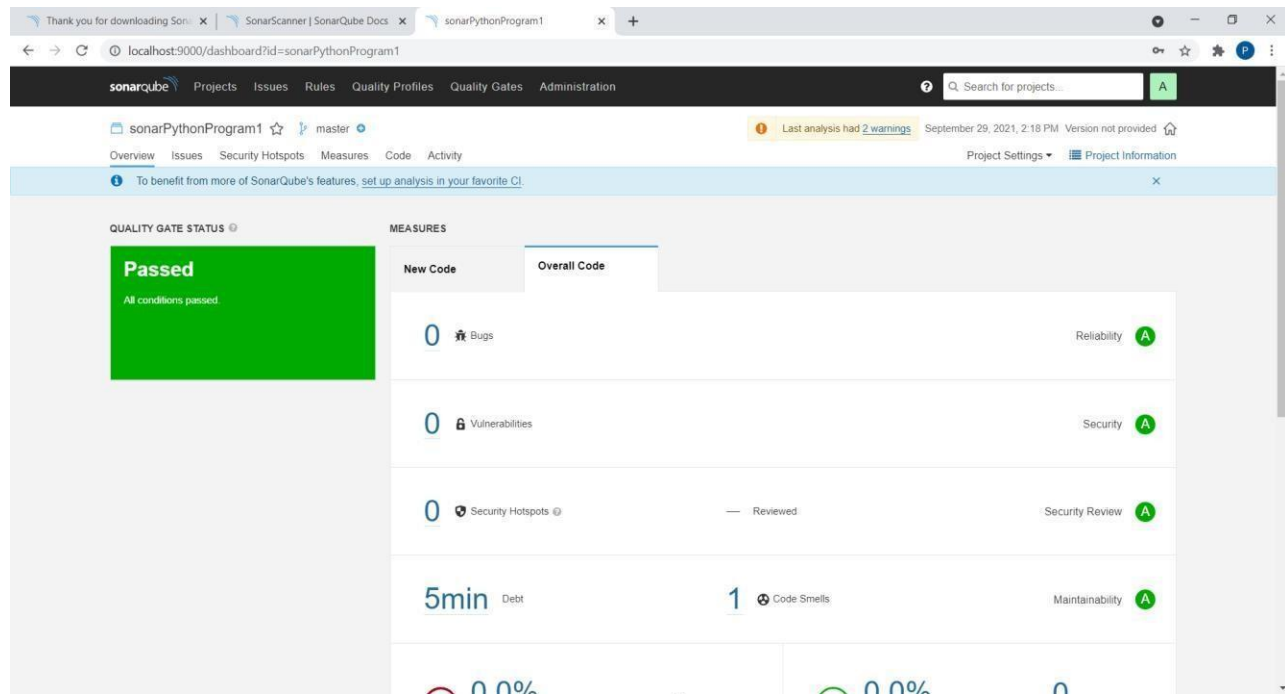 Thank you for downloading Sona
SonarScanner | SonarQube Docs
sonarPythonProgram1
localhost:9000/dashboard?id=sonarPythonProgram1
P
sonarqube Projects Issues Rules Quality Profiles Quality Gates Administration
Search for projects...
A
sonarPythonProgram1 master
Last analysis had 2 warnings September 29, 2021, 2:18 PM Version not provided
Overview Issues Security Hotspots Measures Code Activity
Project Settings Project Information
To benefit from more of SonarQube's features, set up analysis in your favorite CI.
QUALITY GATE STATUS
MEASURES
Passed
All conditions passed.
New Code
Overall Code
0 Bugs
Reliability A
0 Vulnerabilities
Security A
0 Security Hotspots
— Reviewed
Security Review A
5min Debt
1 Code Smells
Maintainability A
0.0%
0.0%
0